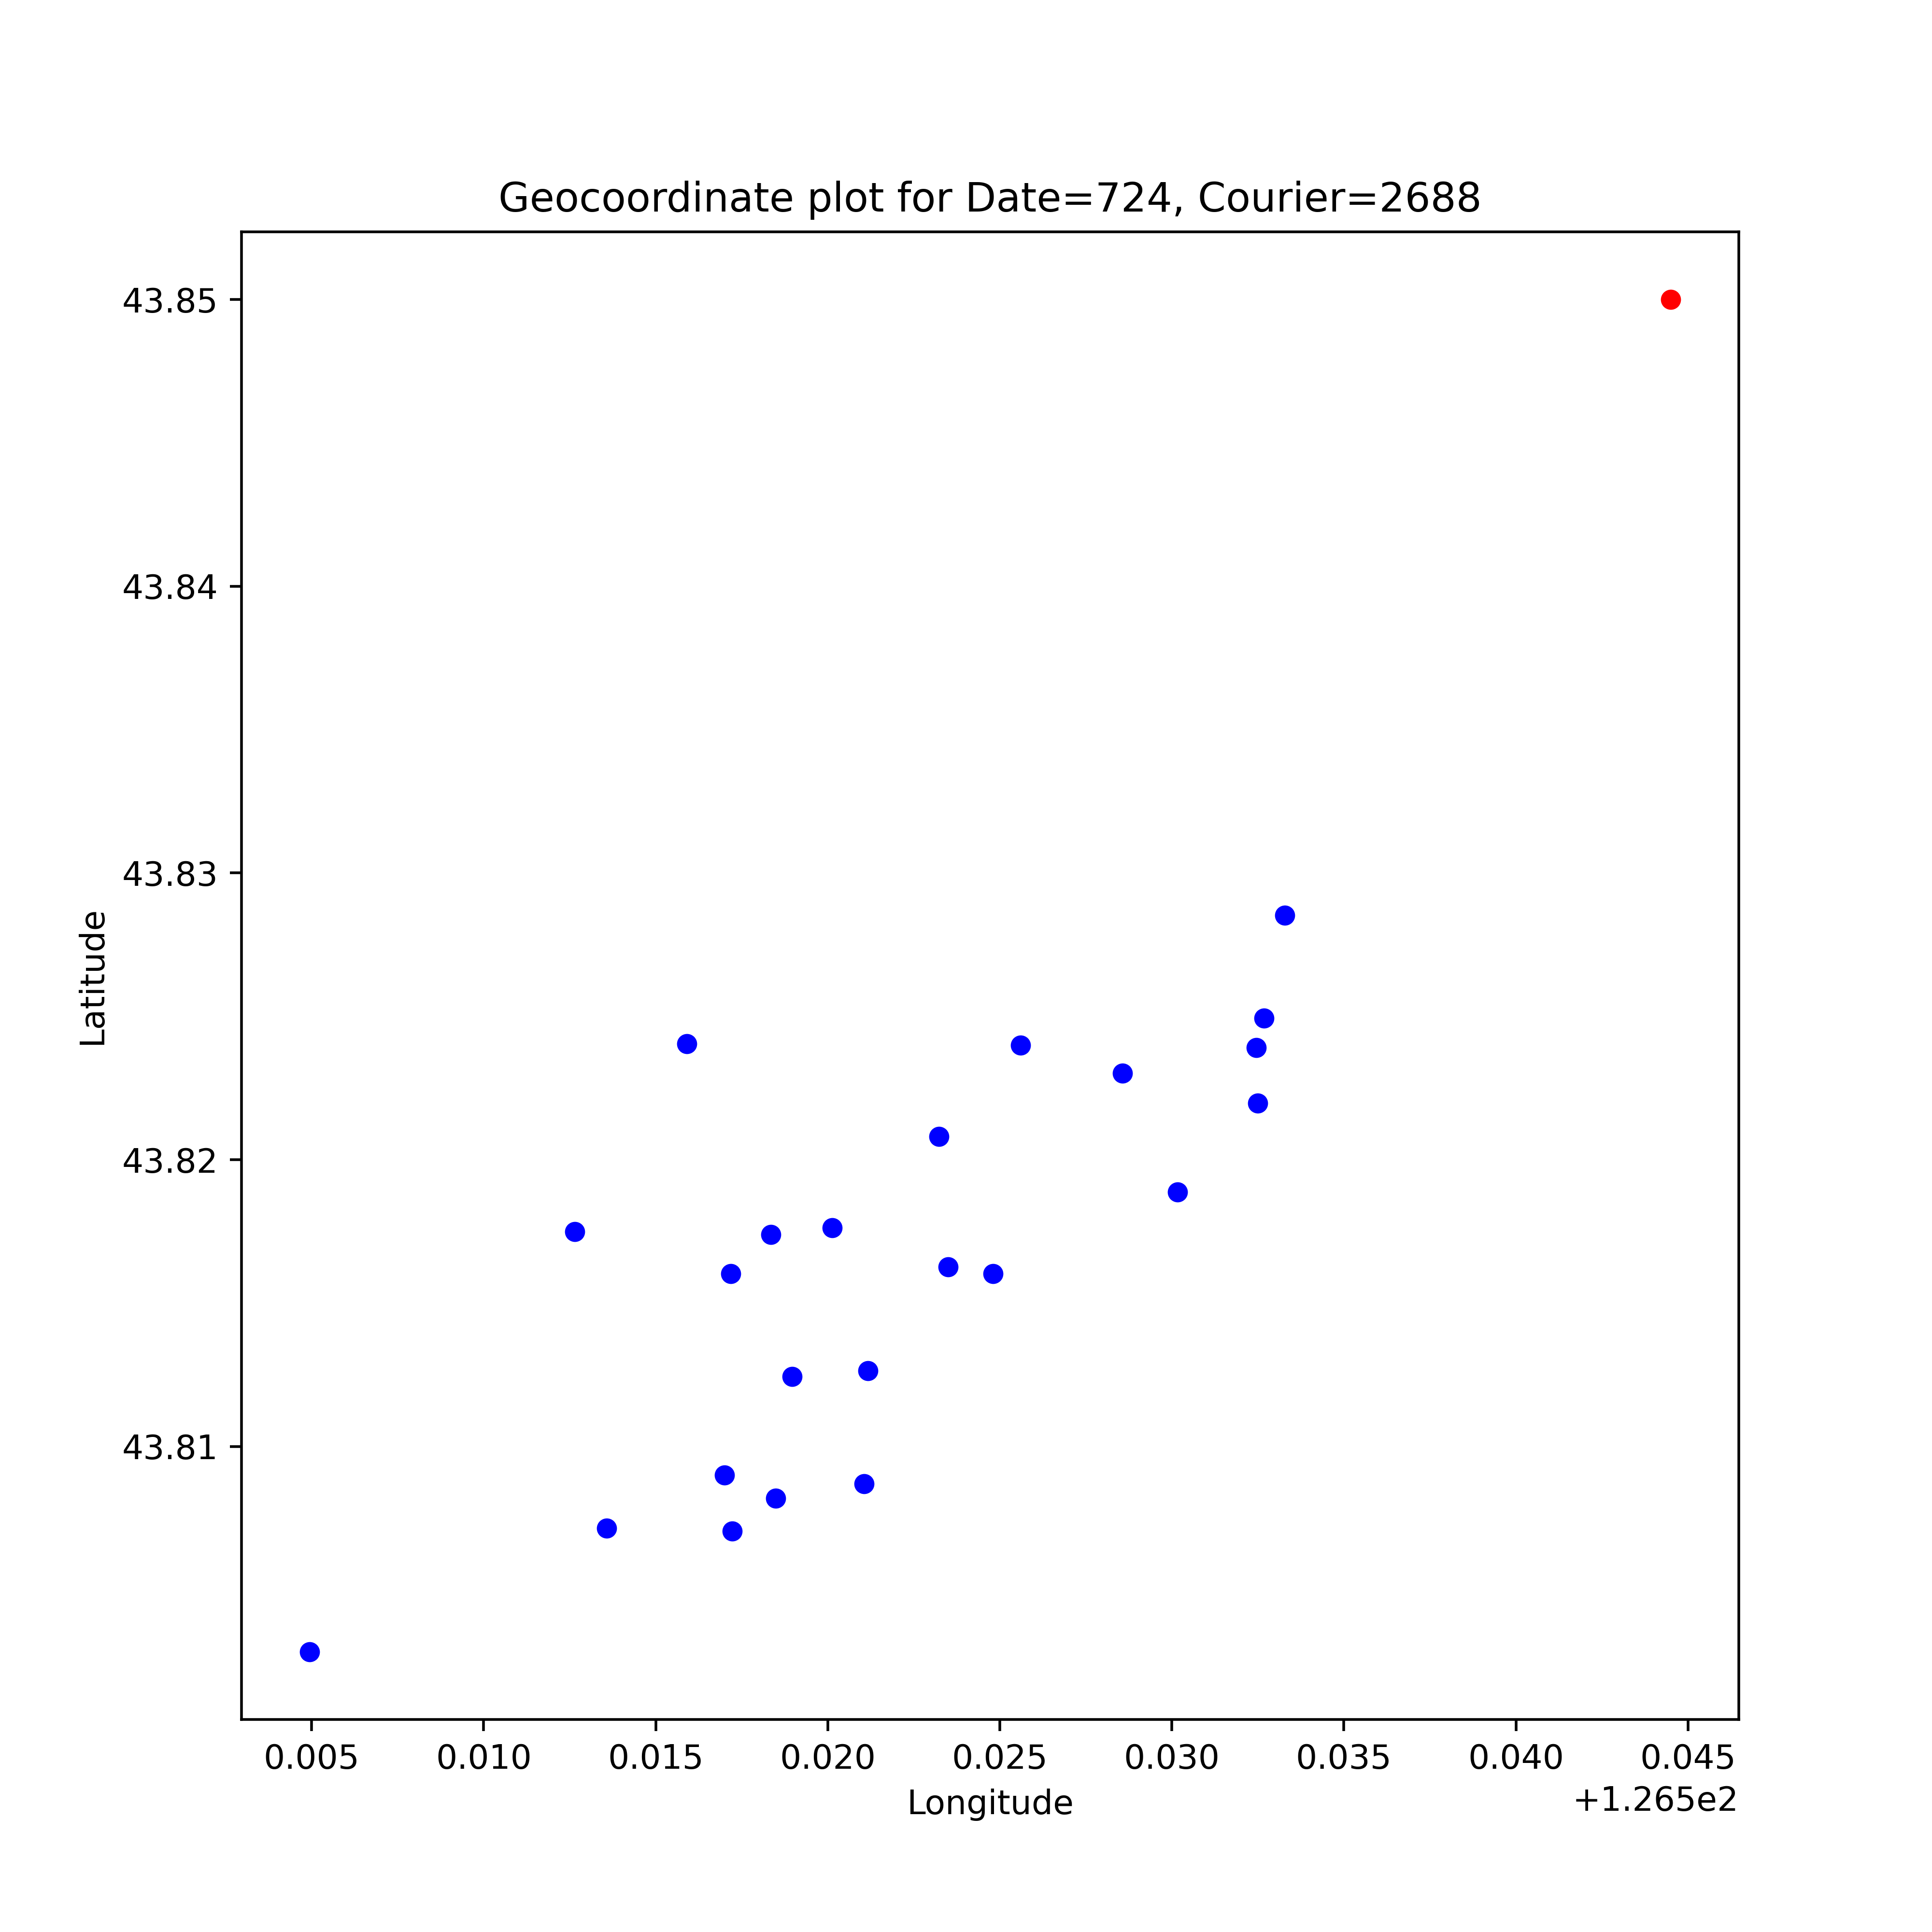 Geocoordinate plot for Date=724, Courier=2688
43.85
43.84
43.83
43.82
43.81
Latitude
0.005 0.010 0.015 0.020 0.025 0.030 0.035 0.040 0.045
Longitude
+1.265e2